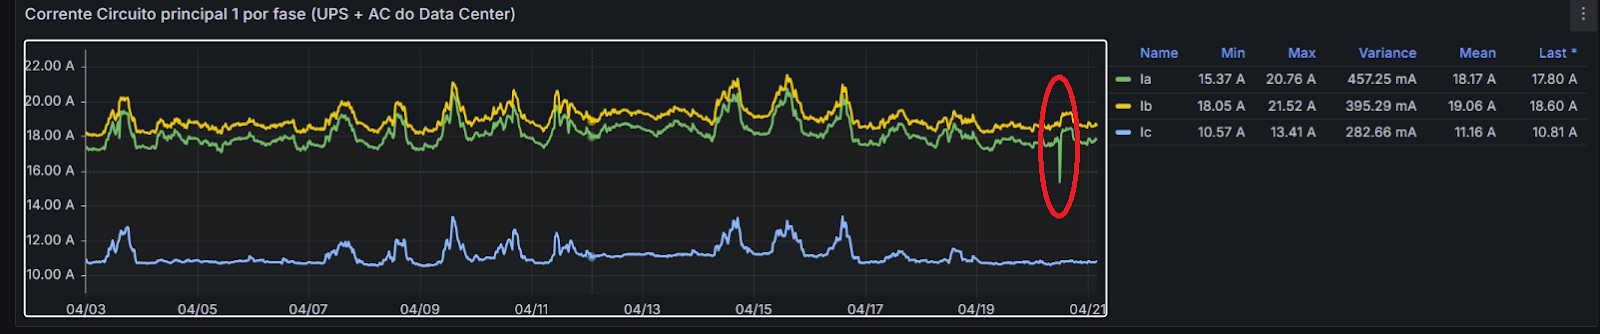 Corrente Circuito principal 1 por fase (UPS + AC do Data Center)
22.00 A
20.00 A
18.00 A
16.00 A
14.00 A
12.00 A
10.00 A
04/03 04/05 04/07 04/09 04/11 04/13 04/15 04/17 04/19 04/21
Name Min Max Variance Mean Last *
Ia 15.37 A 20.76 A 457.25 mA 18.17 A 17.80 A
Ib 18.05 A 21.52 A 395.29 mA 19.06 A 18.60 A
Ic 10.57 A 13.41 A 282.66 mA 11.16 A 10.81 A